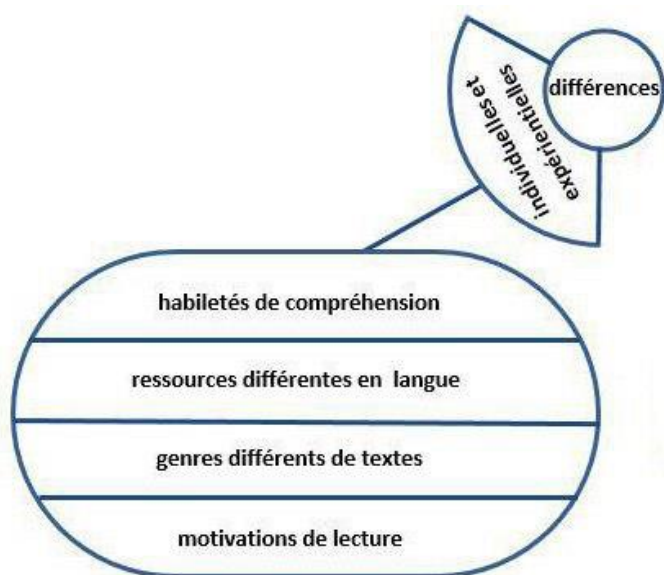 différences
individuelles et
expérientielles
habiletés de compréhension
ressources différentes en langue
genres différents de textes
motivations de lecture